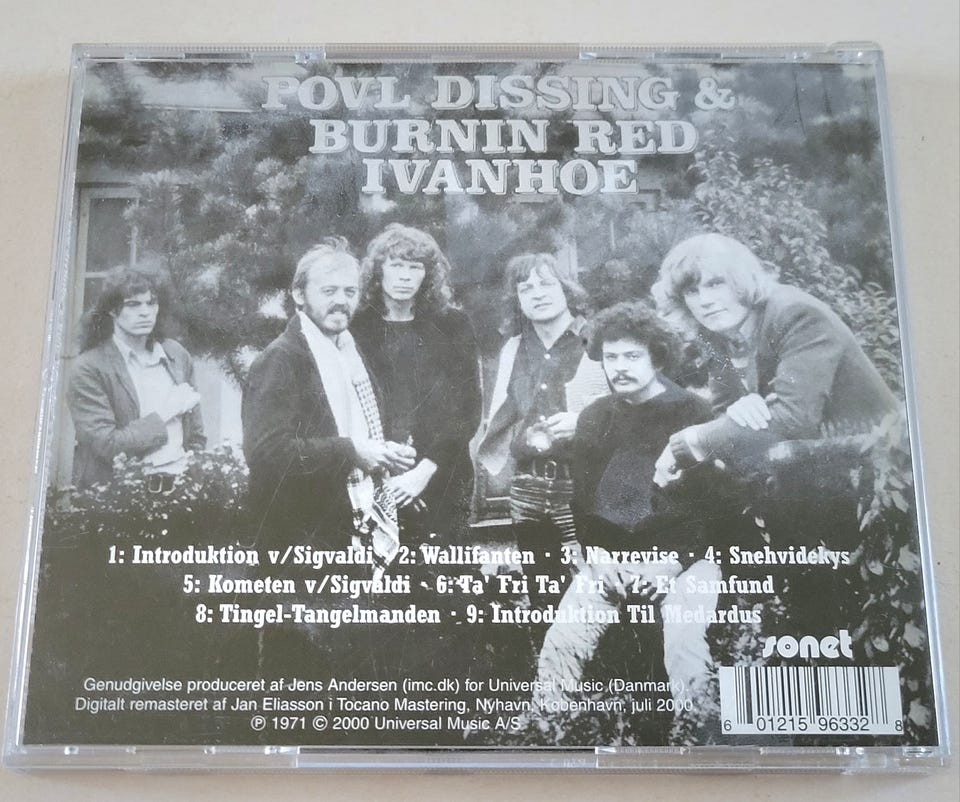 POVL DISSING &
BURNIN RED
IVANHOE
1: Introduktion v/Sigvaldi · 2: Wallifanten · 3: Narrevise · 4: Snehvidekys
5: Kometen v/Sigvaldi · 6: Ta' Fri Ta' Fri · 7: Et Samfund
8: Tingel-Tangelmanden · 9: Introduktion Til Medardus
sonet
Genudgivelse produceret af Jens Andersen (imc.dk) for Universal Music (Danmark).
Digitalt remasteret af Jan Eliasson i Tocano Mastering, Nyhavn, København, juli 2000
℗ 1971 © 2000 Universal Music A/S
6 01215 96332 8